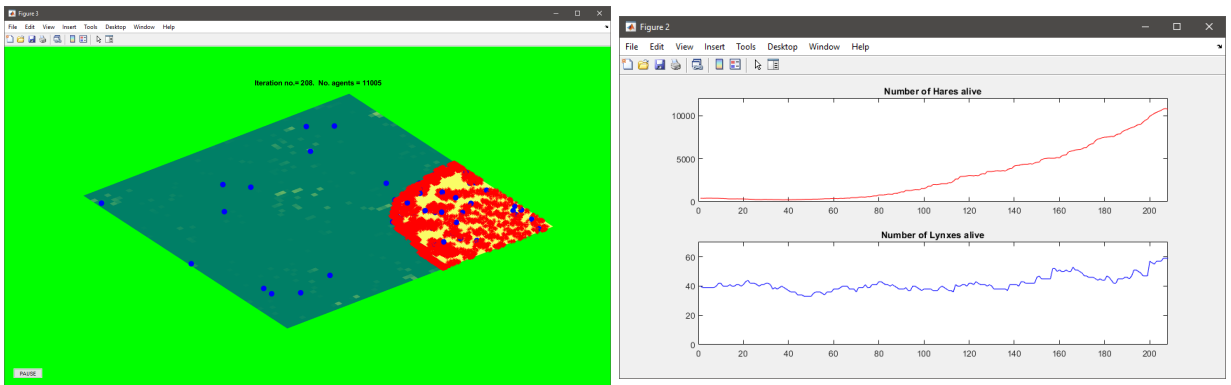 Figure 3
File Edit View Insert Tools Desktop Window Help
Iteration no.= 208. No. agents = 11005
PAUSE
Figure 2
File Edit View Insert Tools Desktop Window Help
Number of Hares alive
10000
5000
0
0 20 40 60 80 100 120 140 160 180 200
Number of Lynxes alive
60
40
20
0
0 20 40 60 80 100 120 140 160 180 200